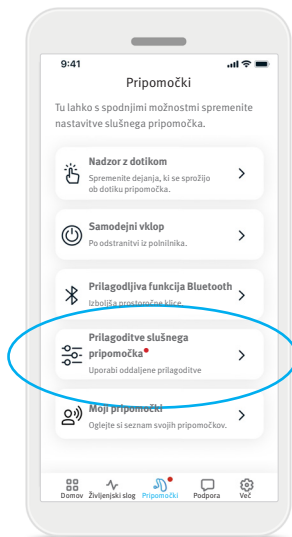 9:41
Pripomočki
Tu lahko s spodnjimi možnostmi spremenite
nastavitve slušnega pripomočka.
Nadzor z dotikom
Spremenite dejanja, ki se sprožijo
ob dotiku pripomočka.
Samodejni vklop
Po odstranitvi iz polnilnika.
Prilagodljiva funkcija Bluetooth
Izboljša prostoročne klice.
Prilagoditve slušnega
pripomočka
Uporabi oddaljene prilagoditve
Moji pripomočki
Oglejte si seznam svojih pripomočkov.
Domov Življenjski slog Pripomočki Podpora Več